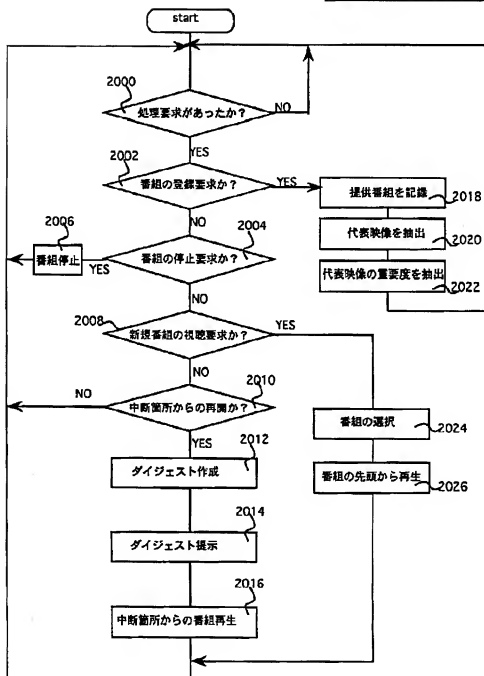 start
2000
処理要求があったか?
NO
YES
2002
番組の登録要求か?
YES
提供番組を記録
2018
NO
代表映像を抽出
2020
2006
番組停止
YES
番組の停止要求か?
2004
代表映像の重要度を抽出
2022
NO
2008
新規番組の視聴要求か?
YES
NO
NO
中断箇所からの再開か?
2010
YES
番組の選択
2024
2012
ダイジェスト作成
番組の先頭から再生
2026
2014
ダイジェスト提示
2016
中断箇所からの番組再生